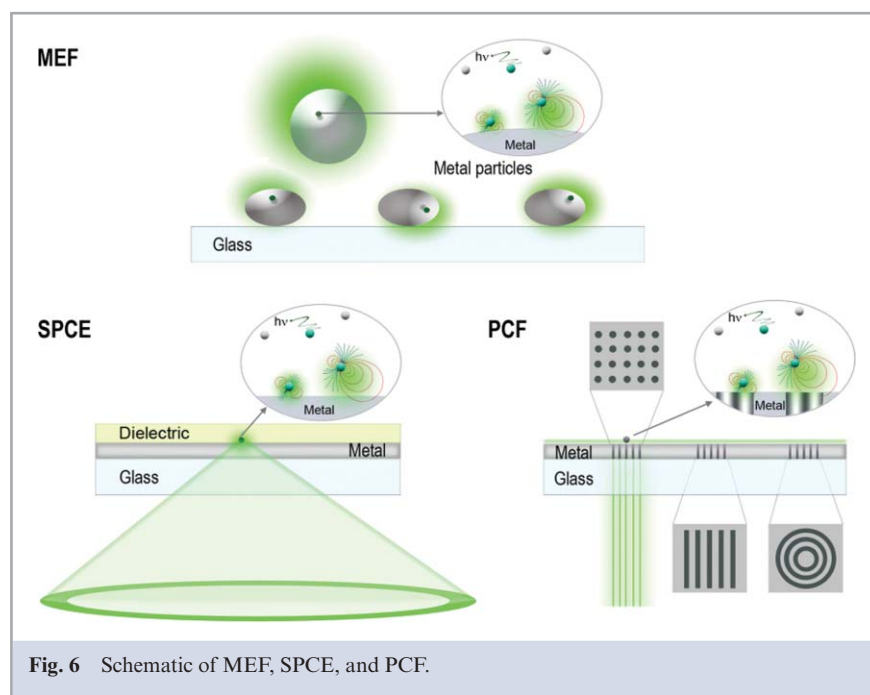 MEF
hν
Metal
Metal particles
Glass
SPCE
hν
Metal
Dielectric
Metal
Glass
PCF
hν
Metal
Metal
Glass
Fig. 6 Schematic of MEF, SPCE, and PCF.